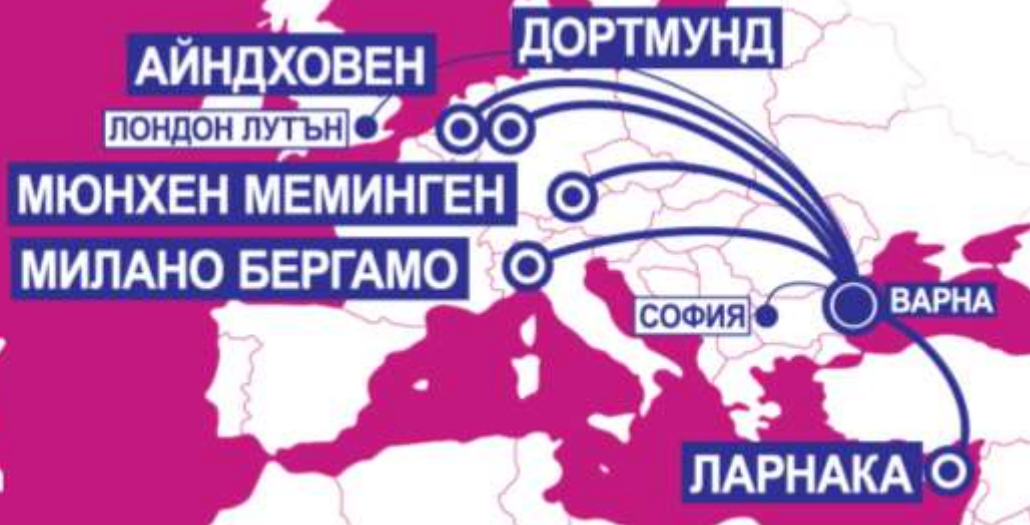 ДОРТМУНД
АЙНДХОВЕН
ЛОНДОН ЛУТЪН
МЮНХЕН МЕМИНГЕН
МИЛАНО БЕРГАМО
СОФИЯ
ВАРНА
ЛАРНАКА